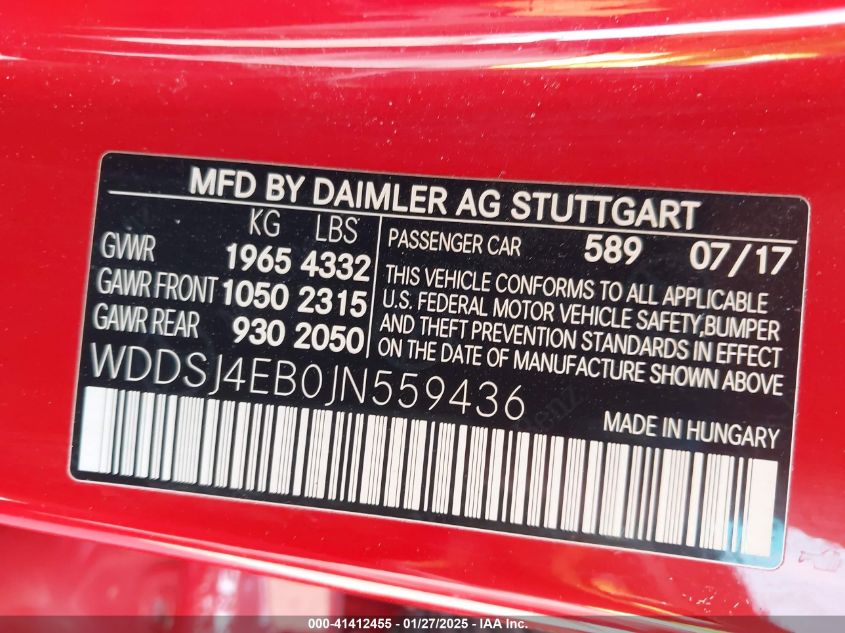 MFD BY DAIMLER AG STUTTGART
KG LBS
GVWR 1965 4332
GAWR FRONT 1050 2315
GAWR REAR 930 2050
PASSENGER CAR 589 07/17
THIS VEHICLE CONFORMS TO ALL APPLICABLE
U.S. FEDERAL MOTOR VEHICLE SAFETY,BUMPER
AND THEFT PREVENTION STANDARDS IN EFFECT
ON THE DATE OF MANUFACTURE SHOWN ABOVE
WDDSJ4EB0JN559436
MADE IN HUNGARY
000-41412455 - 01/27/2025 - IAA Inc.